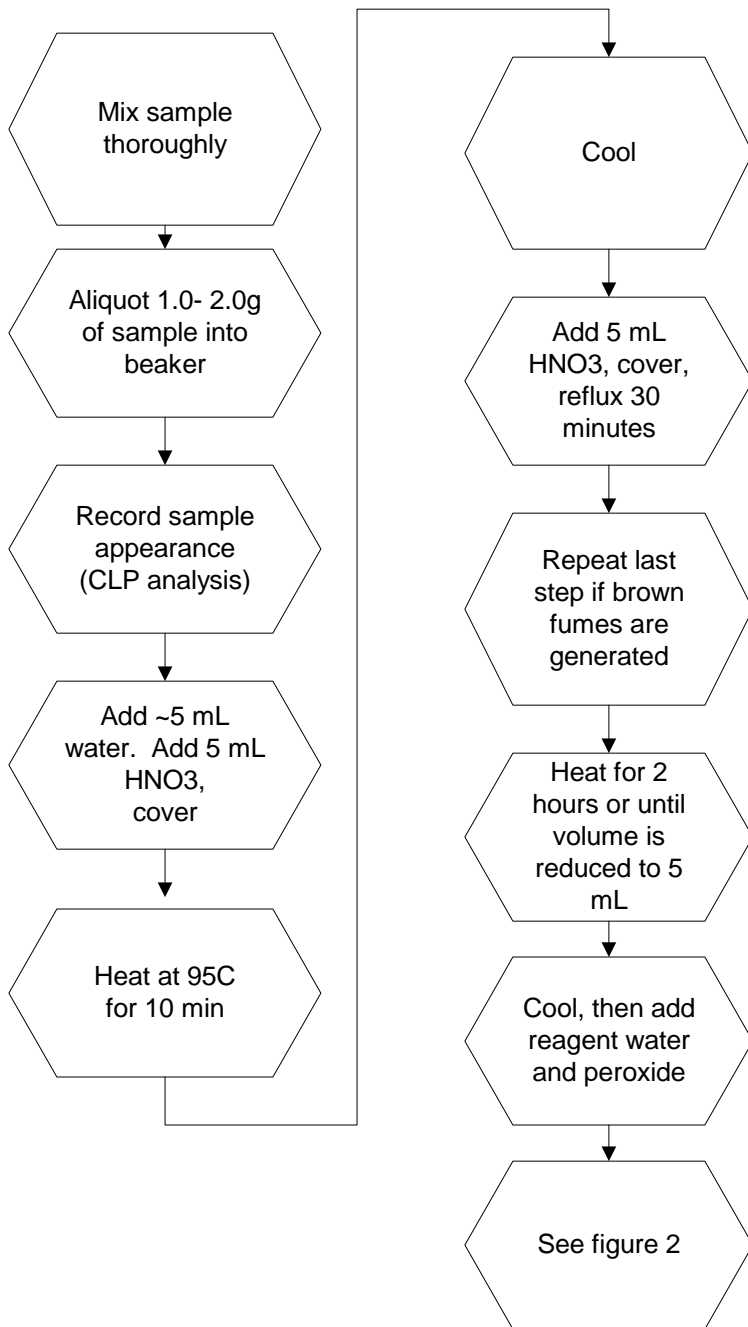 Mix sample
thoroughly
Aliquot 1.0- 2.0g
of sample into
beaker
Record sample
appearance
(CLP analysis)
Add ~5 mL
water.  Add 5 mL
HNO3,
cover
Heat at 95C
for 10 min
Cool
Add 5 mL
HNO3, cover,
reflux 30
minutes
Repeat last
step if brown
fumes are
generated
Heat for 2
hours or until
volume is
reduced to 5
mL
Cool, then add
reagent water
and peroxide
See figure 2